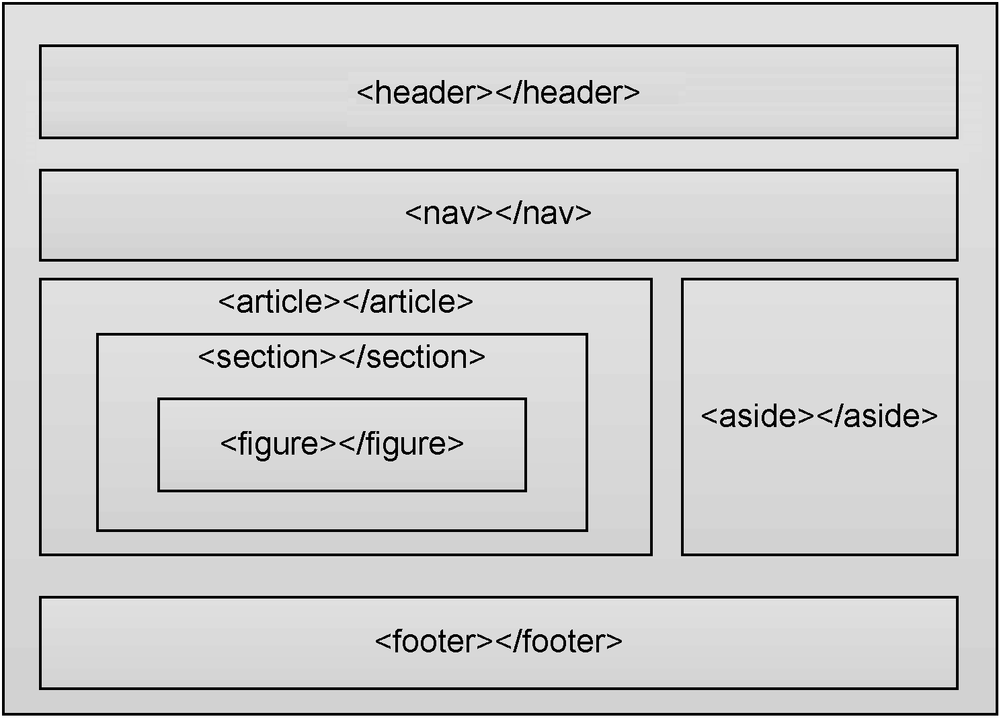 <header></header>
<nav></nav>
<article></article>
<section></section>
<figure></figure>
<aside></aside>
<footer></footer>